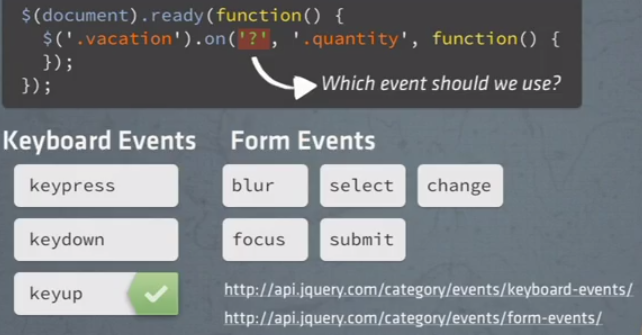 $(document).ready(function() {
$('.vacation').on('?', '.quantity', function() {
});
});
Which event should we use?
Keyboard Events
Form Events
keypress
blur
select
change
keydown
focus
submit
keyup
http://api.jquery.com/category/events/keyboard-events/
http://api.jquery.com/category/events/form-events/